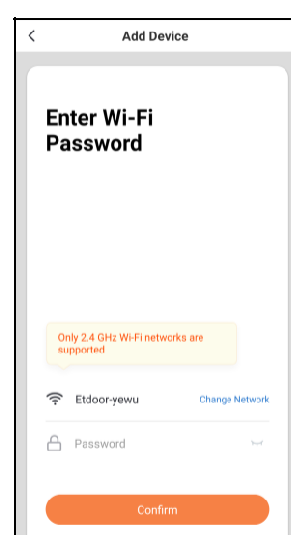 Add Device
Enter Wi-Fi
Password
Only 2.4 GHz Wi-Fi networks are
supported
Etdoor-yewu
Change Network
Password
Confirm